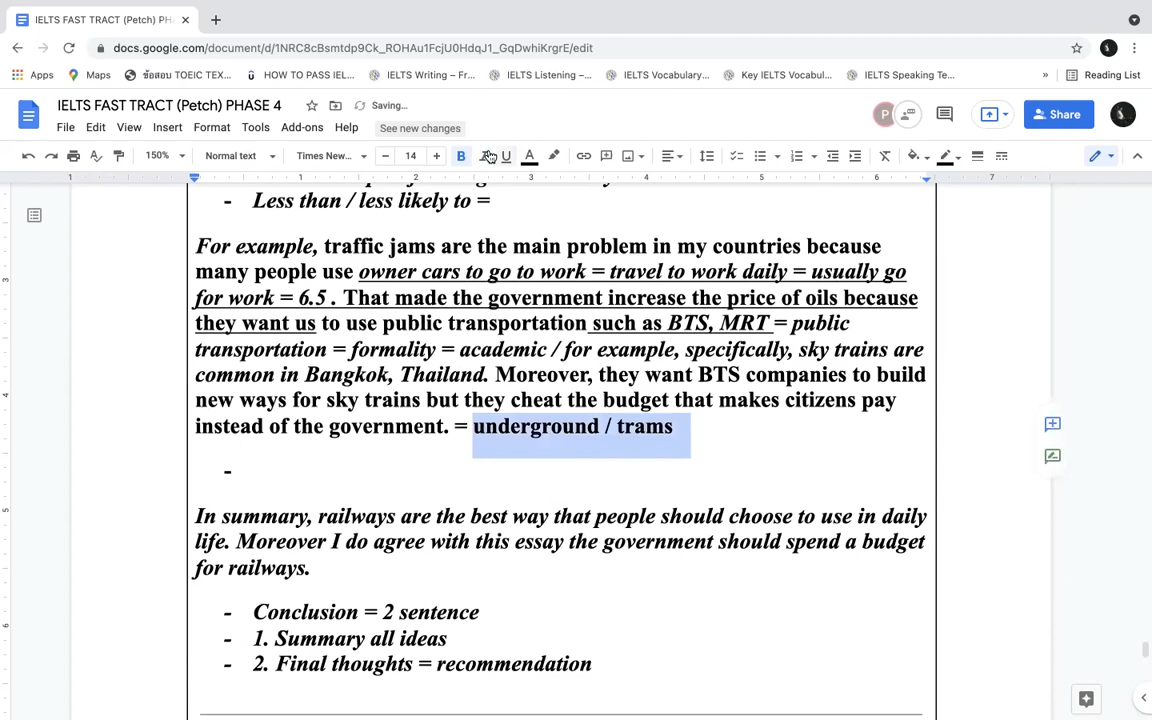 IELTS FAST TRACT (Petch) PH
docs.google.com/document/d/1NRC8cBsmtdp9Ck_ROHAu1FcjU0HdqJ1_GqDwhiKrgrE/edit
Apps Maps ข้อสอบ TOEIC TEX... HOW TO PASS IEL... IELTS Writing – Fr... IELTS Listening –... IELTS Vocabulary... Key IELTS Vocabul... IELTS Speaking Te... » Reading List
IELTS FAST TRACT (Petch) PHASE 4 Saving... P Share
File Edit View Insert Format Tools Add-ons Help See new changes
150% Normal text Times New... 14 B U A
1 1 2 3 4 5 6 7
- Less than / less likely to =
For example, traffic jams are the main problem in my countries because
many people use owner cars to go to work = travel to work daily = usually go
for work = 6.5 . That made the government increase the price of oils because
they want us to use public transportation such as BTS, MRT = public
transportation = formality = academic / for example, specifically, sky trains are
common in Bangkok, Thailand. Moreover, they want BTS companies to build
new ways for sky trains but they cheat the budget that makes citizens pay
instead of the government. = underground / trams
-
In summary, railways are the best way that people should choose to use in daily
life. Moreover I do agree with this essay the government should spend a budget
for railways.
- Conclusion = 2 sentence
- 1. Summary all ideas
- 2. Final thoughts = recommendation